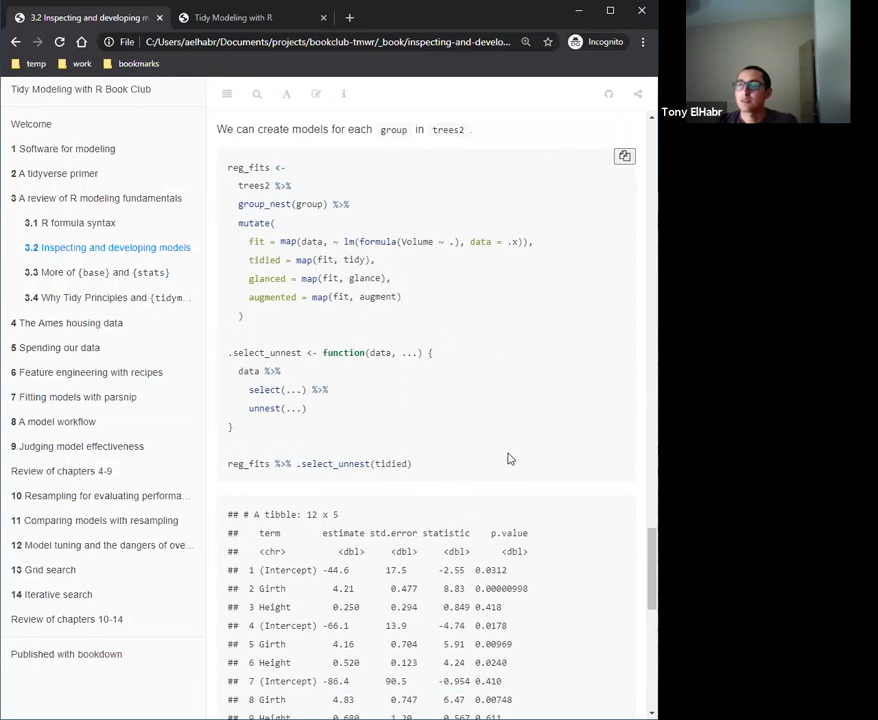 3.2 Inspecting and developing m
Tidy Modeling with R
File
C:/Users/aelhabr/Documents/projects/bookclub-tmwr/_book/inspecting-and-develo...
Incognito
temp
work
bookmarks
Tidy Modeling with R Book Club
Welcome
1 Software for modeling
2 A tidyverse primer
3 A review of R modeling fundamentals
3.1 R formula syntax
3.2 Inspecting and developing models
3.3 More of {base} and {stats}
3.4 Why Tidy Principles and {tidym...
4 The Ames housing data
5 Spending our data
6 Feature engineering with recipes
7 Fitting models with parsnip
8 A model workflow
9 Judging model effectiveness
Review of chapters 4-9
10 Resampling for evaluating performa...
11 Comparing models with resampling
12 Model tuning and the dangers of ove...
13 Grid search
14 Iterative search
Review of chapters 10-14
Published with bookdown
We can create models for each group in trees2 .
reg_fits <-
trees2 %>%
group_nest(group) %>%
mutate(
fit = map(data, ~ lm(formula(Volume ~ .), data = .x)),
tidied = map(fit, tidy),
glanced = map(fit, glance),
augmented = map(fit, augment)
)
.select_unnest <- function(data, ...) {
data %>%
select(...) %>%
unnest(...)
}
reg_fits %>% .select_unnest(tidied)
## # A tibble: 12 x 5
## term estimate std.error statistic p.value
## <chr> <dbl> <dbl> <dbl> <dbl>
## 1 (Intercept) -44.6 17.5 -2.55 0.0312
## 2 Girth 4.21 0.477 8.83 0.00000998
## 3 Height 0.250 0.294 0.849 0.418
## 4 (Intercept) -66.1 13.9 -4.74 0.0178
## 5 Girth 4.16 0.704 5.91 0.00969
## 6 Height 0.520 0.123 4.24 0.0240
## 7 (Intercept) -86.4 90.5 -0.954 0.410
## 8 Girth 4.83 0.747 6.47 0.00748
## 9 Height 0.680 1.20 0.567 0.611
Tony ElHabr